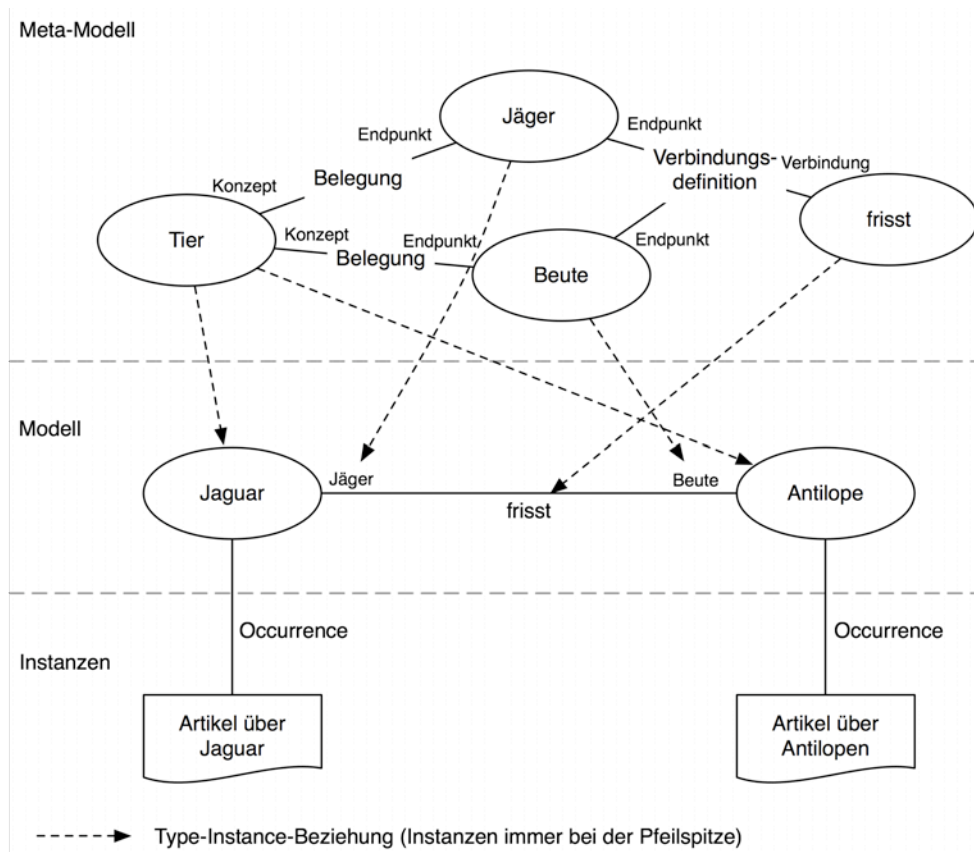 Meta-Modell
Jäger
Endpunkt
Endpunkt
Verbindungs-
definition
Verbindung
Belegung
Konzept
Tier
frisst
Konzept
Belegung
Endpunkt
Beute
Endpunkt
Modell
Jaguar
Jäger
frisst
Beute
Antilope
Occurrence
Occurrence
Instanzen
Artikel über
Jaguar
Artikel über
Antilopen
Type-Instance-Beziehung (Instanzen immer bei der Pfeilspitze)